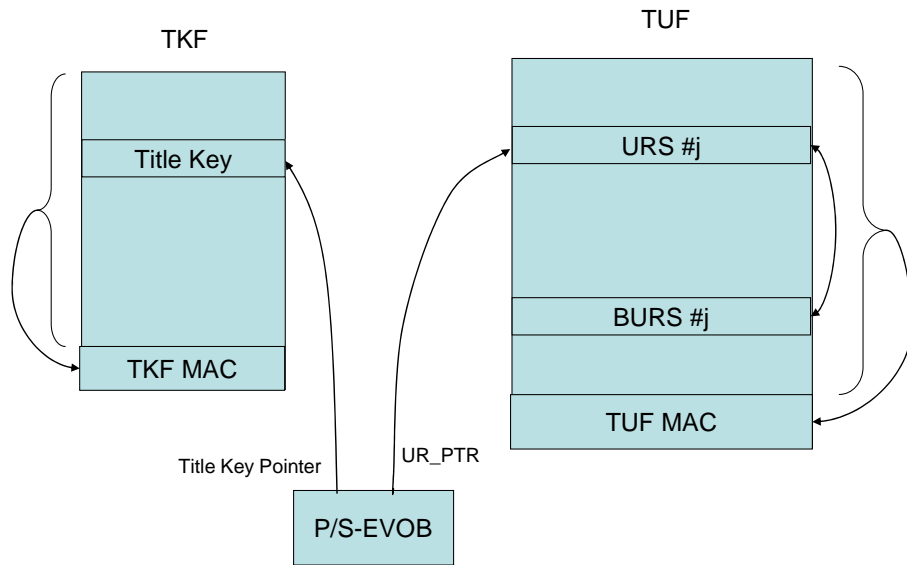 TKF
TUF
Title Key
URS #j
BURS #j
TKF MAC
TUF MAC
Title Key Pointer
UR_PTR
P/S-EVOB